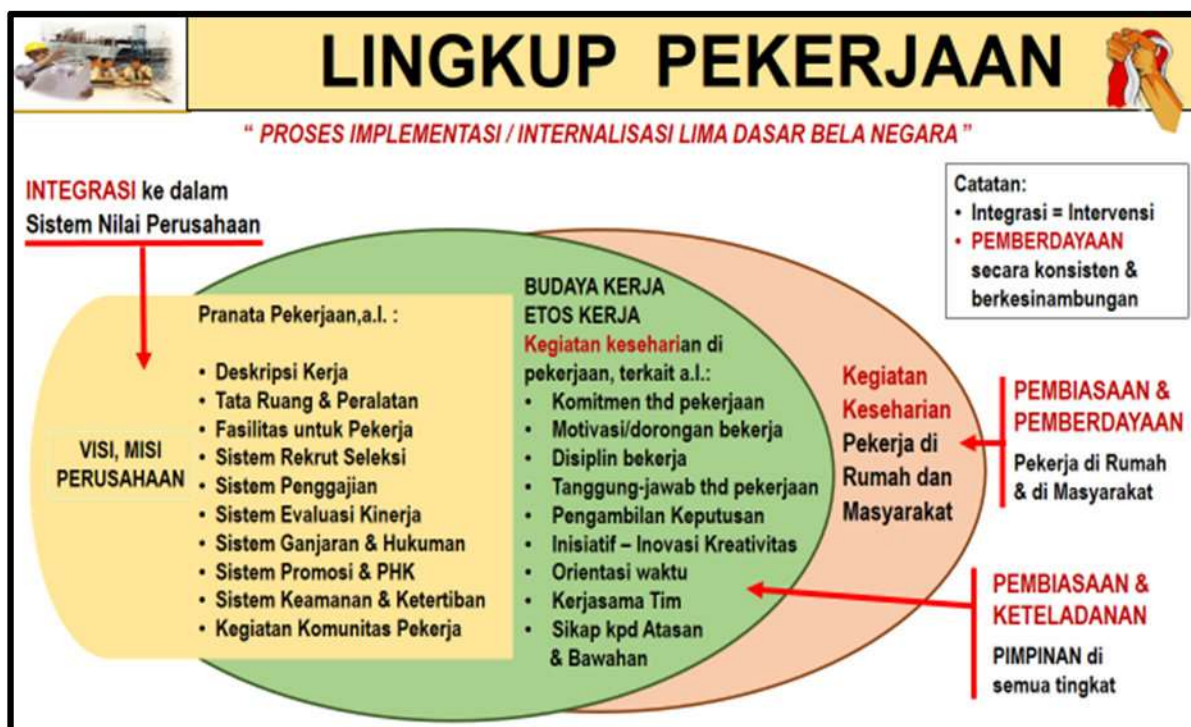 LINGKUP PEKERJAAN
“ PROSES IMPLEMENTASI / INTERNALISASI LIMA DASAR BELA NEGARA ”
INTEGRASI ke dalam
Sistem Nilai Perusahaan
Catatan:
• Integrasi = Intervensi
• PEMBERDAYAAN
secara konsisten &
berkesinambungan
VISI, MISI
PERUSAHAAN
Pranata Pekerjaan,a.l. :
• Deskripsi Kerja
• Tata Ruang & Peralatan
• Fasilitas untuk Pekerja
• Sistem Rekrut Seleksi
• Sistem Penggajian
• Sistem Evaluasi Kinerja
• Sistem Ganjaran & Hukuman
• Sistem Promosi & PHK
• Sistem Keamanan & Ketertiban
• Kegiatan Komunitas Pekerja
BUDAYA KERJA
ETOS KERJA
Kegiatan keseharian di
pekerjaan, terkait a.l.:
• Komitmen thd pekerjaan
• Motivasi/dorongan bekerja
• Disiplin bekerja
• Tanggung-jawab thd pekerjaan
• Pengambilan Keputusan
• Inisiatif – Inovasi Kreativitas
• Orientasi waktu
• Kerjasama Tim
• Sikap kpd Atasan
& Bawahan
Kegiatan
Keseharian
Pekerja di
Rumah dan
Masyarakat
PEMBIASAAN &
PEMBERDAYAAN
Pekerja di Rumah
& di Masyarakat
PEMBIASAAN &
KETELADANAN
PIMPINAN di
semua tingkat